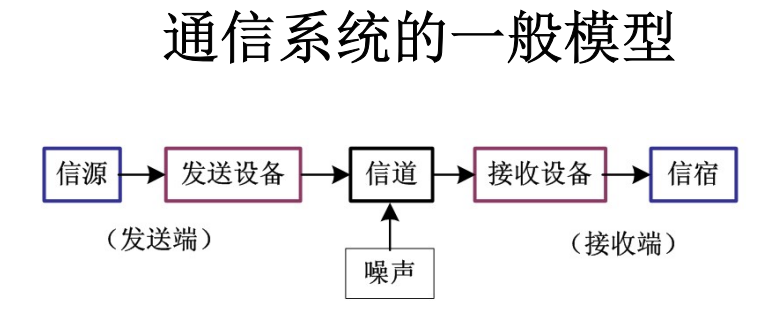 通信系统的一般模型
信源 发送设备 信道 接收设备 信宿
（发送端） （接收端）
噪声